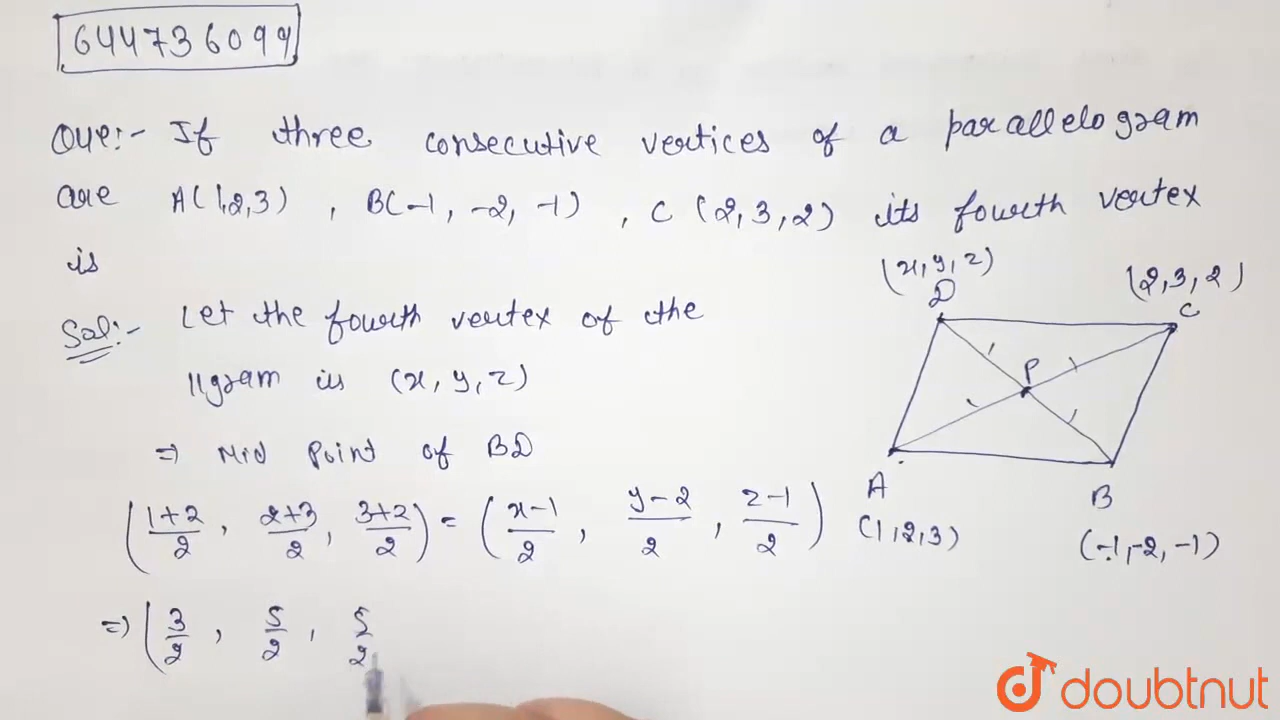 644736099
Que:- If three consecutive vertices of a parallelogram
are A(1,2,3) , B(-1, -2, -1) , C (2,3,2) its fourth vertex
is
Sol:- Let the fourth vertex of the
||gram is (x, y, z)
⇒ Mid Point of BD
(1+2/2 , 2+3/2 , 3+2/2) = (x-1/2 , y-2/2 , z-1/2)
⇒ (3/2 , 5/2 , 5/2
(x, y, z)
D
(2,3,2)
C
P
A
(1,2,3)
B
(-1,-2,-1)
doubtnut